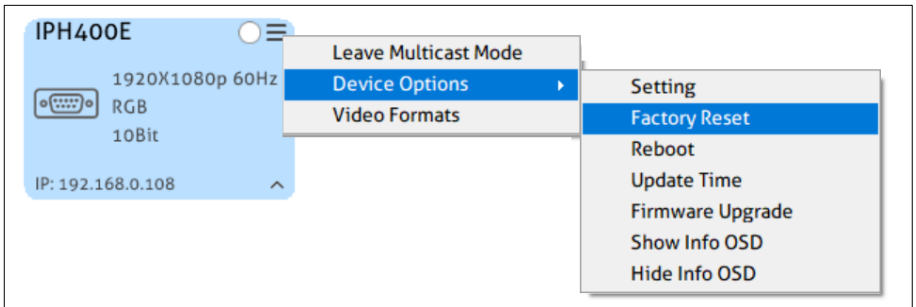 IPH400E
1920X1080p 60Hz
RGB
10Bit
IP: 192.168.0.108
Leave Multicast Mode
Device Options
Video Formats
Setting
Factory Reset
Reboot
Update Time
Firmware Upgrade
Show Info OSD
Hide Info OSD